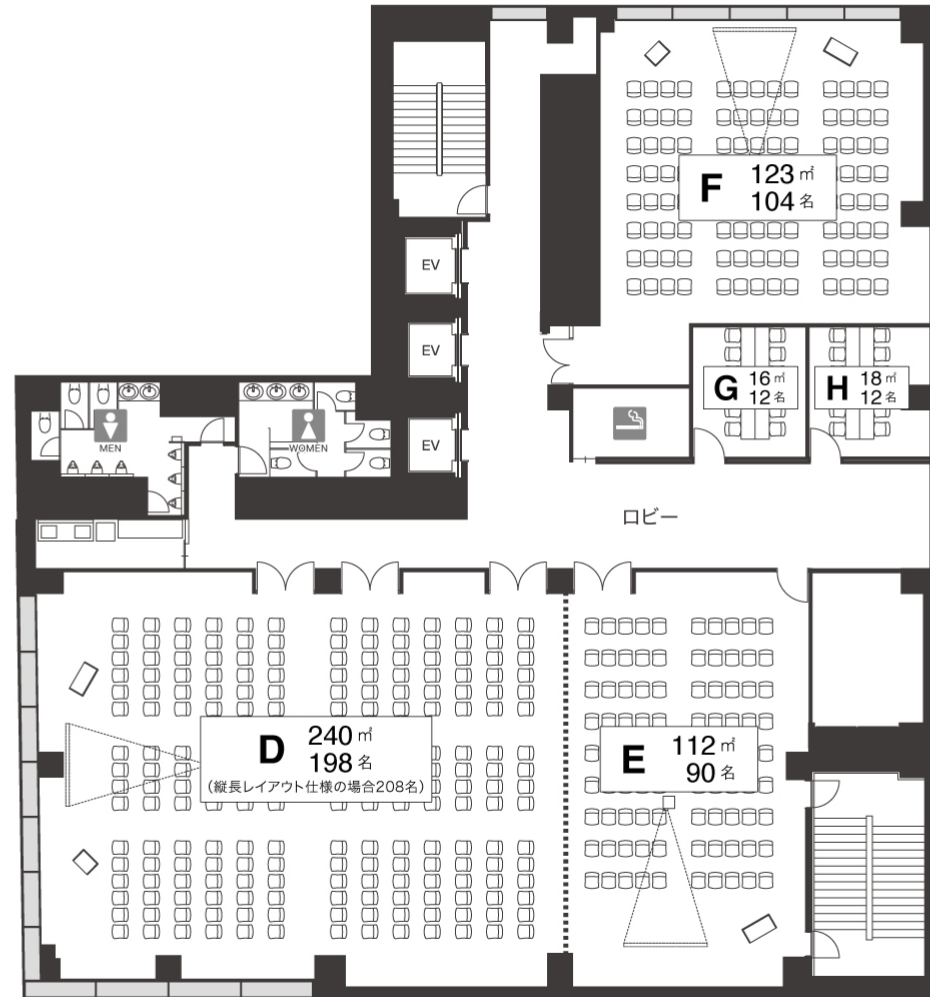 F 123㎡
104名
EV
EV
EV
G 16㎡
12名
H 18㎡
12名
MEN
WOMEN
ロビー
D 240㎡
198名
(縦長レイアウト仕様の場合208名)
E 112㎡
90名